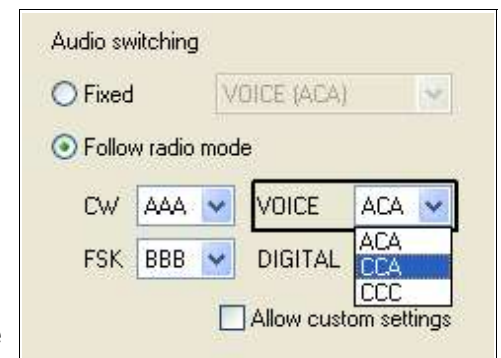 Audio switching
Fixed VOICE (ACA)
Follow radio mode
CW AAA VOICE ACA
ACA
FSK BBB DIGITAL CCA
CCC
Allow custom settings
e